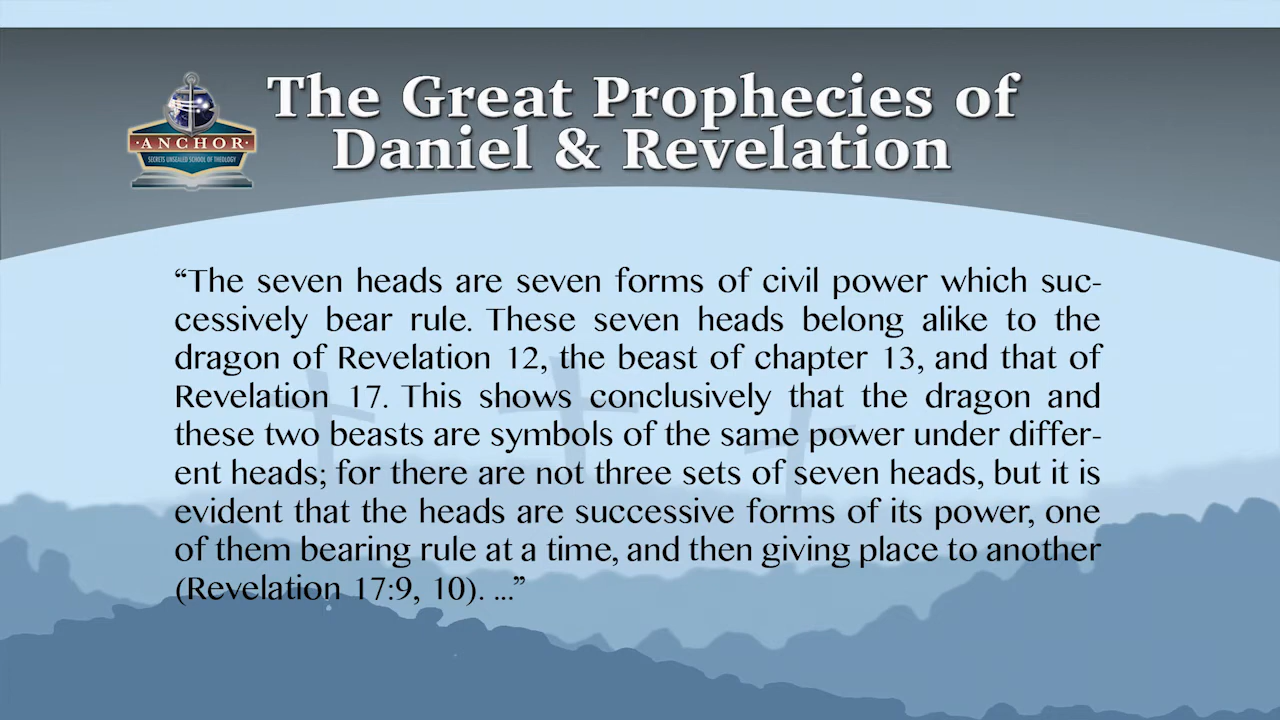 The Great Prophecies of
Daniel & Revelation
·ANCHOR·
SECRETS UNSEALED SCHOOL OF THEOLOGY
“The seven heads are seven forms of civil power which suc-
cessively bear rule. These seven heads belong alike to the
dragon of Revelation 12, the beast of chapter 13, and that of
Revelation 17. This shows conclusively that the dragon and
these two beasts are symbols of the same power under differ-
ent heads; for there are not three sets of seven heads, but it is
evident that the heads are successive forms of its power, one
of them bearing rule at a time, and then giving place to another
(Revelation 17:9, 10). ...”